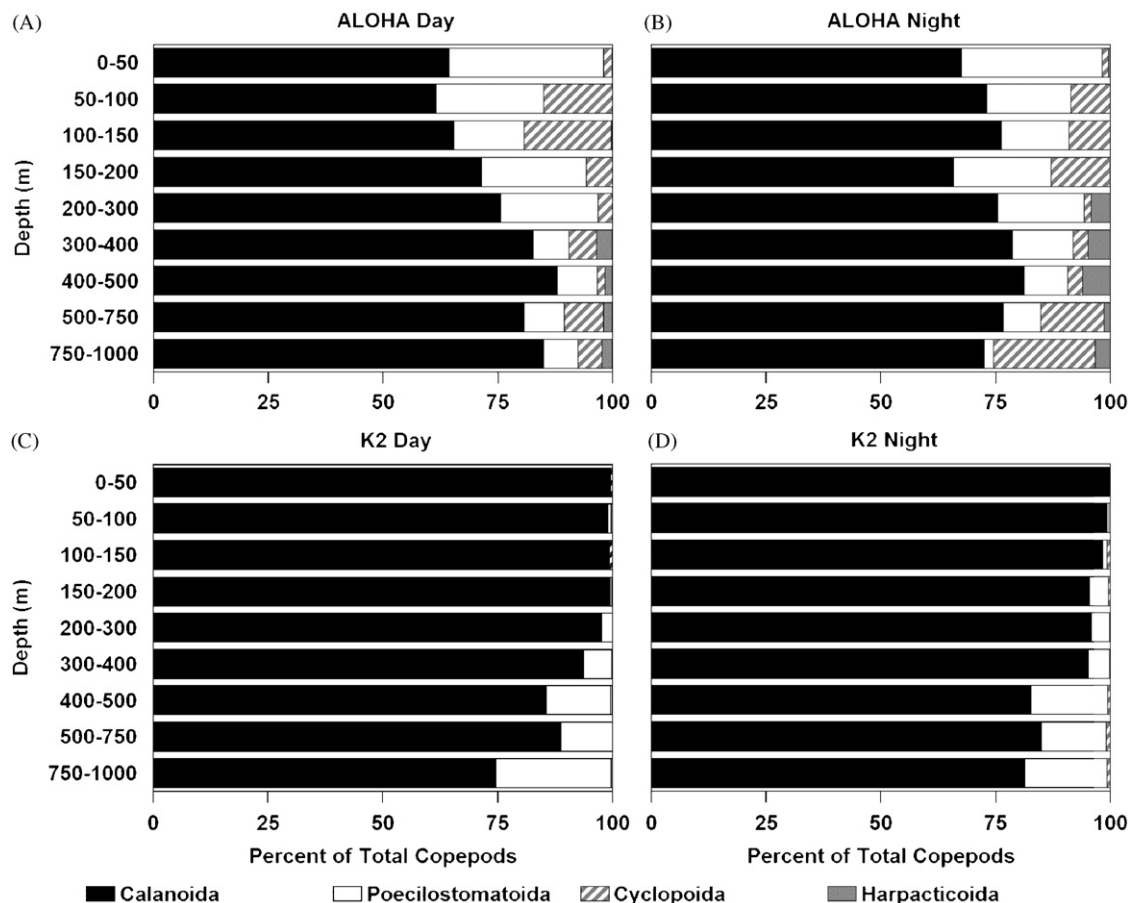 (A) ALOHA Day
(B) ALOHA Night
Depth (m)
0-50
50-100
100-150
150-200
200-300
300-400
400-500
500-750
750-1000
0 25 50 75 100
0 25 50 75 100
(C) K2 Day
(D) K2 Night
Depth (m)
0-50
50-100
100-150
150-200
200-300
300-400
400-500
500-750
750-1000
0 25 50 75 100
0 25 50 75 100
Percent of Total Copepods
Percent of Total Copepods
Calanoida Poecilostomatoida Cyclopoida Harpacticoida